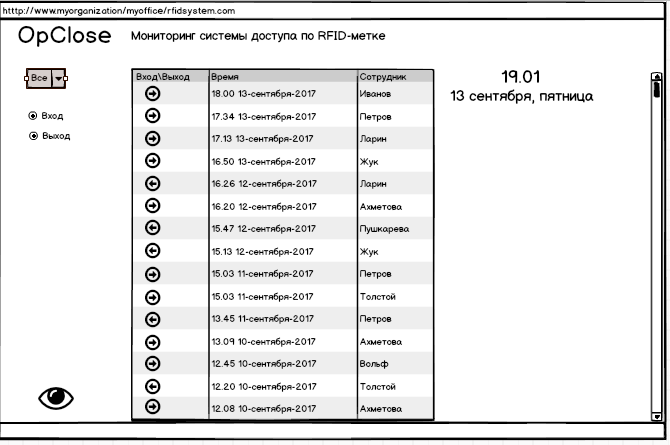 http://www.myorganization/myoffice/rfidsystem.com
OpClose Мониторинг системы доступа по RFID-метке
Все
Вход
Выход
Вход\Выход Время Сотрудник
18.00 13-сентября-2017 Иванов
17.34 13-сентября-2017 Петров
17.13 13-сентября-2017 Ларин
16.50 13-сентября-2017 Жук
16.26 12-сентября-2017 Ларин
16.20 12-сентября-2017 Ахметова
15.47 12-сентября-2017 Пушкарева
15.13 12-сентября-2017 Жук
15.03 11-сентября-2017 Петров
15.03 11-сентября-2017 Толстой
13.45 11-сентября-2017 Петров
13.09 10-сентября-2017 Ахметова
12.45 10-сентября-2017 Вольф
12.20 10-сентября-2017 Толстой
12.08 10-сентября-2017 Ахметова
19.01
13 сентября, пятница